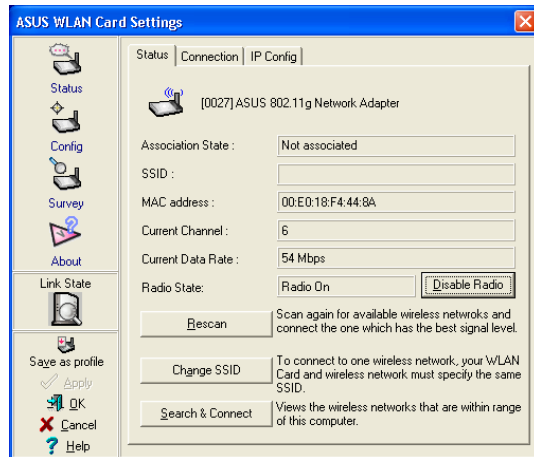 ASUS WLAN Card Settings
Status
Config
Survey
About
Link State
Save as profile
Apply
OK
Cancel
Help
Status Connection IP Config
[0027] ASUS 802.11g Network Adapter
Association State : Not associated
SSID :
MAC address : 00:E0:18:F4:44:8A
Current Channel : 6
Current Data Rate : 54 Mbps
Radio State: Radio On Disable Radio
Rescan
Scan again for available wireless netwroks and
connect the one which has the best signal level.
Change SSID
To connect to one wireless network, your WLAN
Card and wireless network must specify the same
SSID.
Search & Connect
Views the wireless networks that are within range
of this computer.